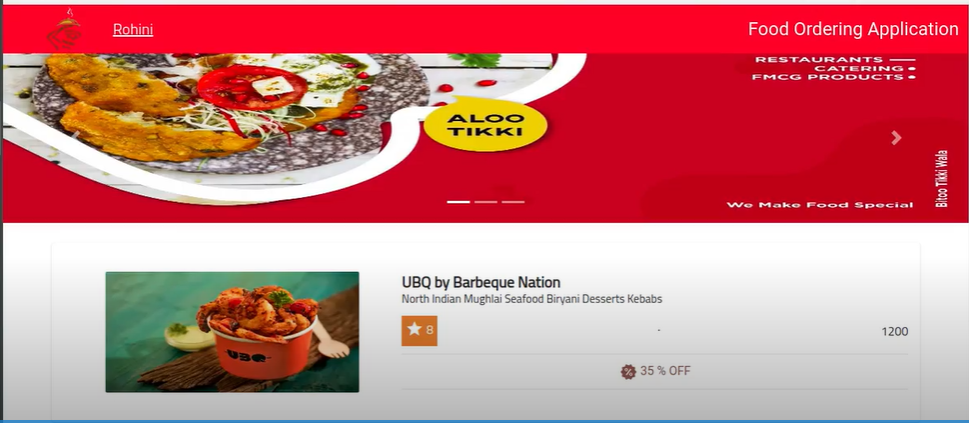 Rohini
Food Ordering Application
RESTAURANTS
CATERING
FMCG PRODUCTS
ALOO
TIKKI
Bitoo Tikki Wala
We Make Food Special
UBQ by Barbeque Nation
North Indian Mughlai Seafood Biryani Desserts Kebabs
8
-
1200
35 % OFF
UBQ